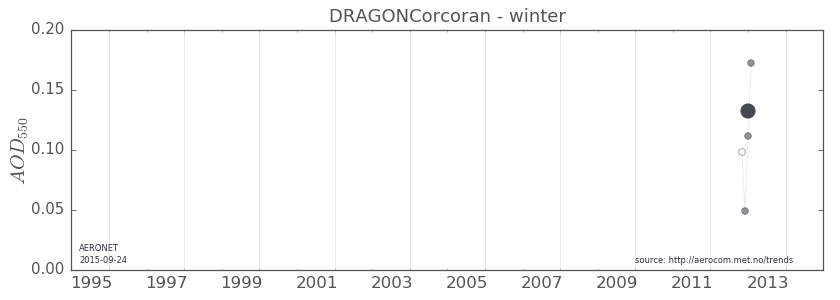 DRAGONCorcoran - winter
0.20
0.15
0.10
0.05
0.00
AOD550
AERONET
2015-09-24
source: http://aerocom.met.no/trends
1995 1997 1999 2001 2003 2005 2007 2009 2011 2013